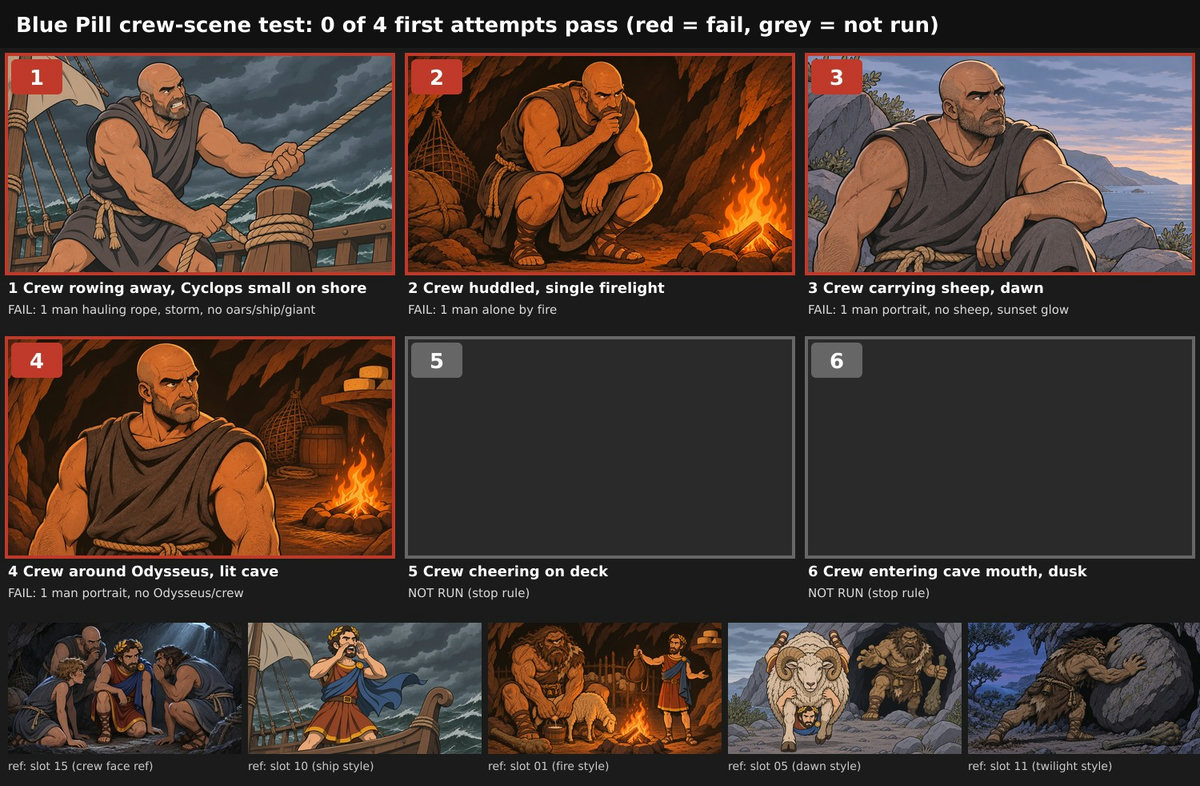 Blue Pill crew-scene test: 0 of 4 first attempts pass (red = fail, grey = not run)
1
2
3
1 Crew rowing away, Cyclops small on shore
FAIL: 1 man hauling rope, storm, no oars/ship/giant
2 Crew huddled, single firelight
FAIL: 1 man alone by fire
3 Crew carrying sheep, dawn
FAIL: 1 man portrait, no sheep, sunset glow
4
5
6
4 Crew around Odysseus, lit cave
FAIL: 1 man portrait, no Odysseus/crew
5 Crew cheering on deck
NOT RUN (stop rule)
6 Crew entering cave mouth, dusk
NOT RUN (stop rule)
ref: slot 15 (crew face ref)
ref: slot 10 (ship style)
ref: slot 01 (fire style)
ref: slot 05 (dawn style)
ref: slot 11 (twilight style)